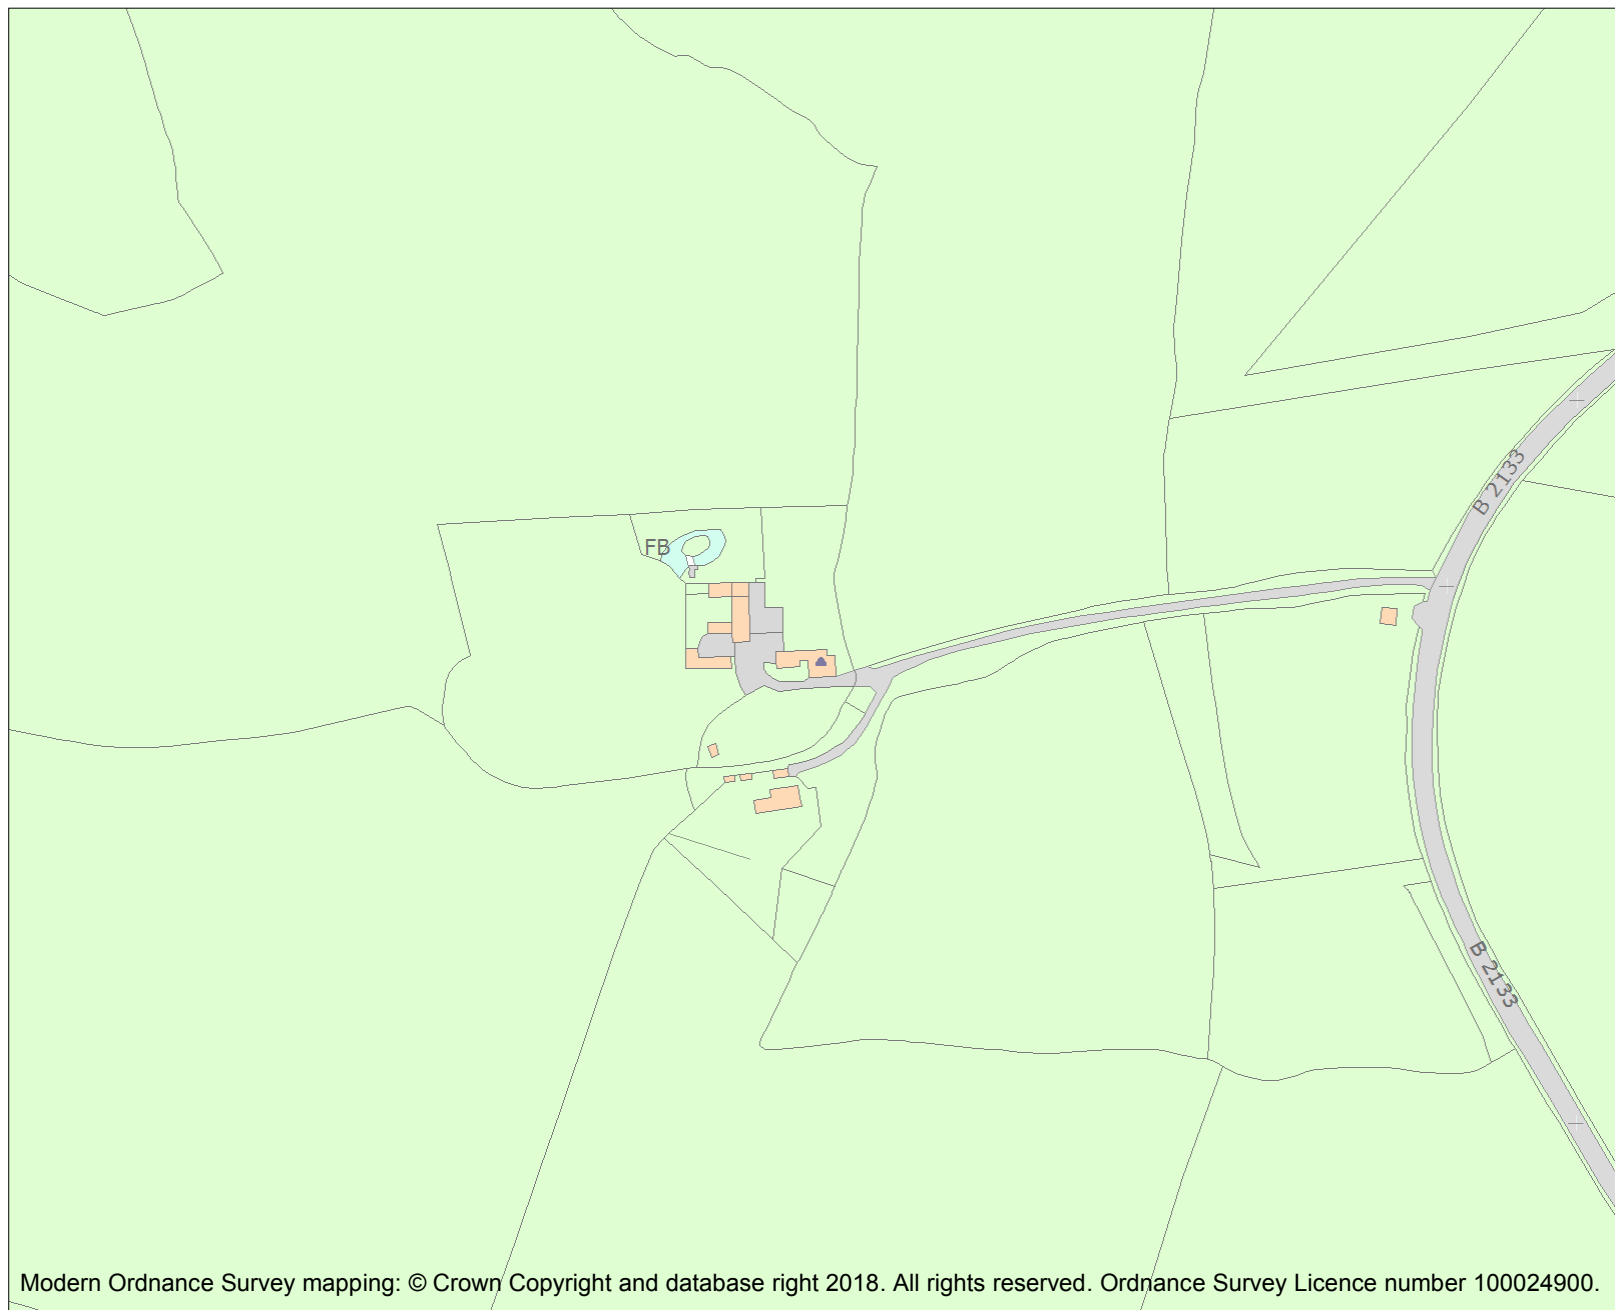 B 2133
FB
B 2133
Modern Ordnance Survey mapping: © Crown Copyright and database right 2018. All rights reserved. Ordnance Survey Licence number 100024900.